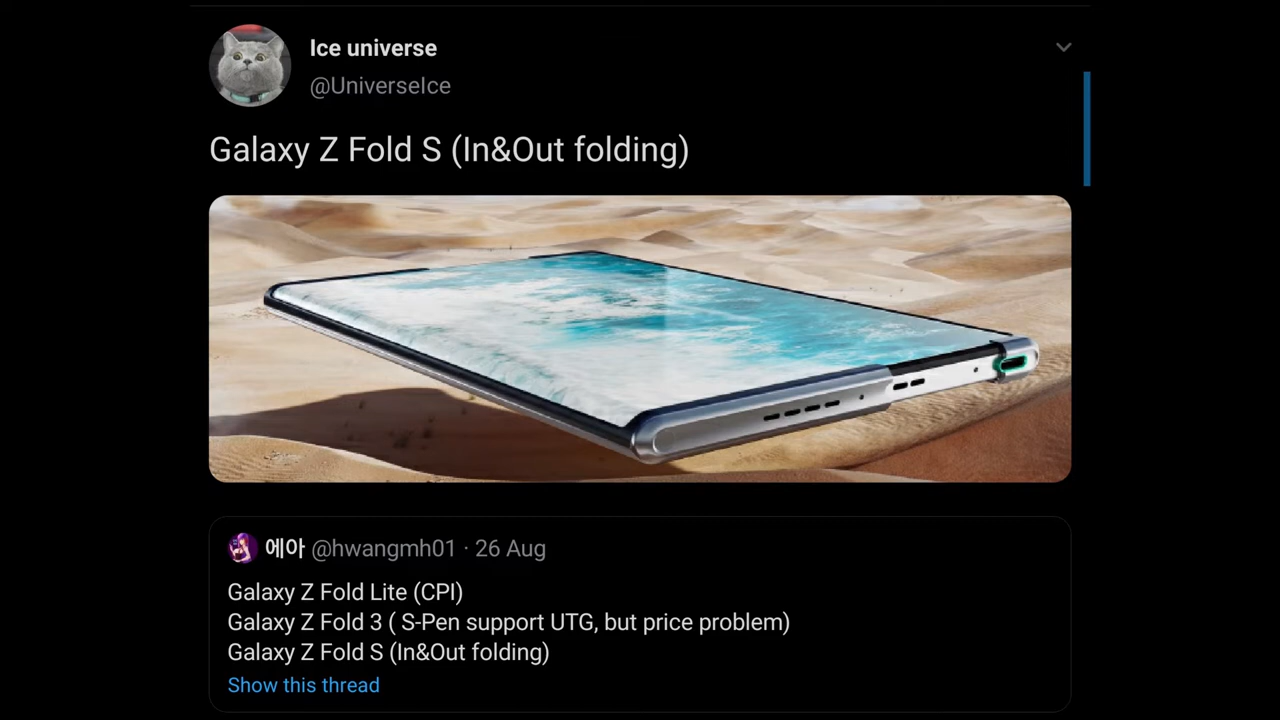 Ice universe
@UniverseIce
Galaxy Z Fold S (In&Out folding)
에아 @hwangmh01 · 26 Aug
Galaxy Z Fold Lite (CPI)
Galaxy Z Fold 3 ( S-Pen support UTG, but price problem)
Galaxy Z Fold S (In&Out folding)
Show this thread